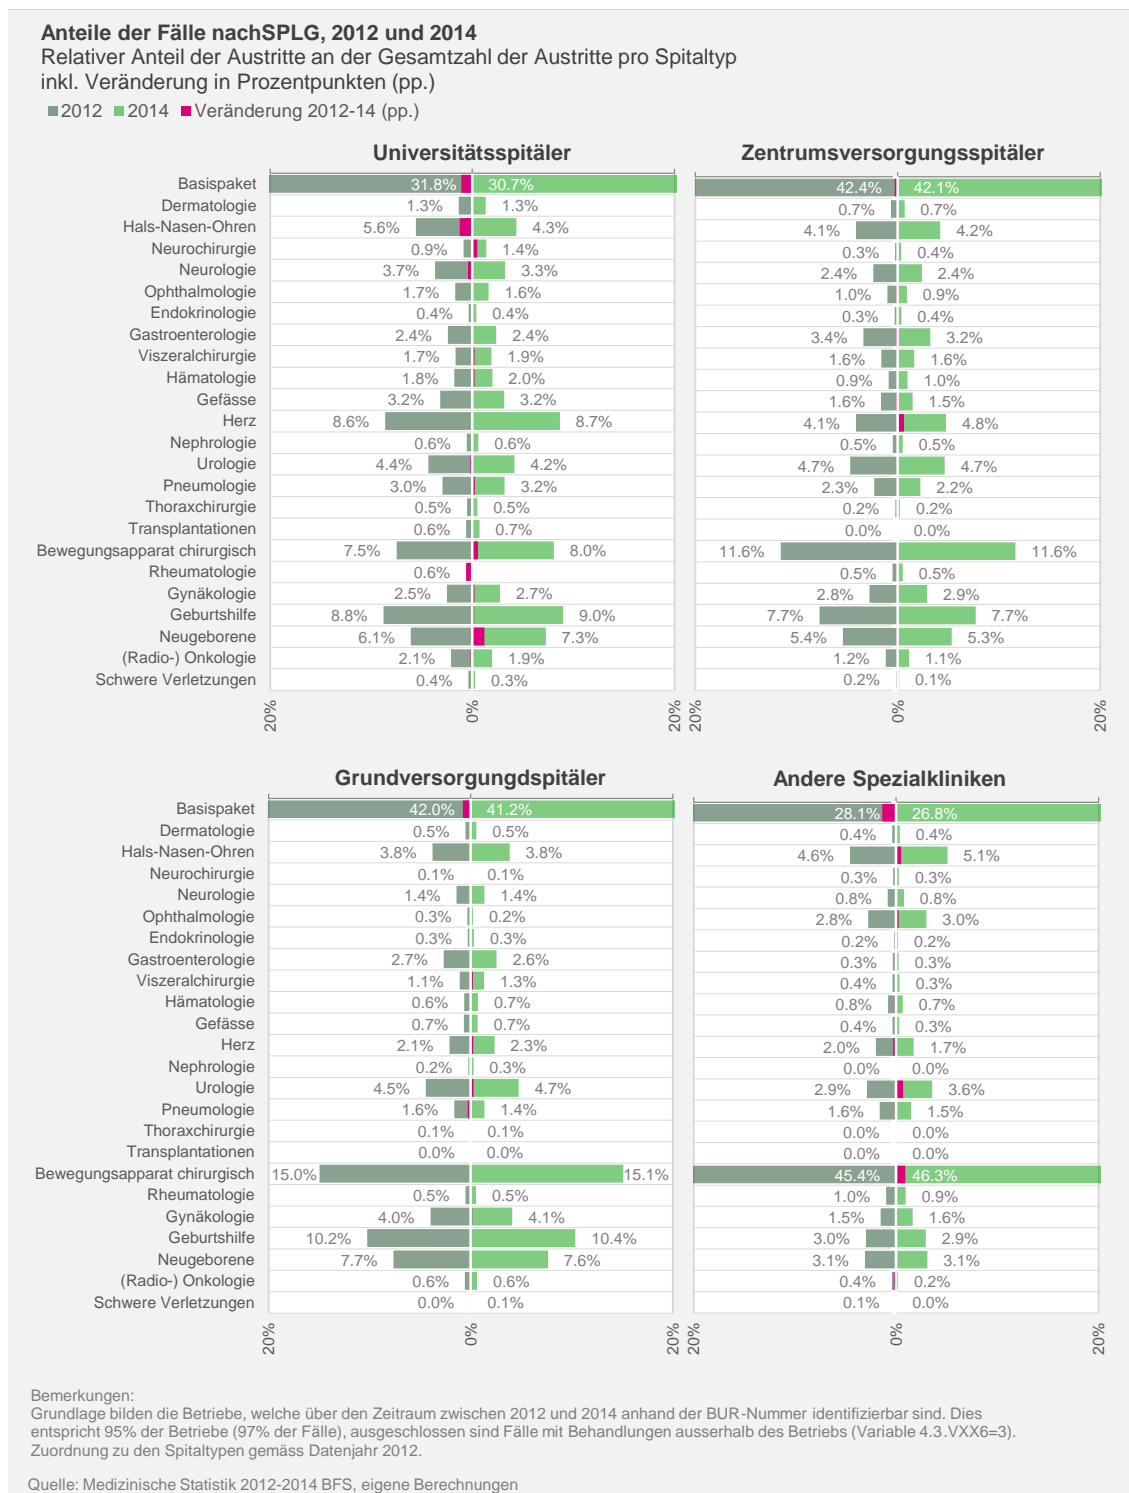 Anteile der Fälle nachSPLG, 2012 und 2014
Relativer Anteil der Austritte an der Gesamtzahl der Austritte pro Spitaltyp
inkl. Veränderung in Prozentpunkten (pp.)
2012 2014 Veränderung 2012-14 (pp.)
Universitätsspitäler Zentrumsversorgungsspitäler
Basispaket 31.8% 30.7% 42.4% 42.1%
Dermatologie 1.3% 1.3% 0.7% 0.7%
Hals-Nasen-Ohren 5.6% 4.3% 4.1% 4.2%
Neurochirurgie 0.9% 1.4% 0.3% 0.4%
Neurologie 3.7% 3.3% 2.4% 2.4%
Ophthalmologie 1.7% 1.6% 1.0% 0.9%
Endokrinologie 0.4% 0.4% 0.3% 0.4%
Gastroenterologie 2.4% 2.4% 3.4% 3.2%
Viszeralchirurgie 1.7% 1.9% 1.6% 1.6%
Hämatologie 1.8% 2.0% 0.9% 1.0%
Gefässe 3.2% 3.2% 1.6% 1.5%
Herz 8.6% 8.7% 4.1% 4.8%
Nephrologie 0.6% 0.6% 0.5% 0.5%
Urologie 4.4% 4.2% 4.7% 4.7%
Pneumologie 3.0% 3.2% 2.3% 2.2%
Thoraxchirurgie 0.5% 0.5% 0.2% 0.2%
Transplantationen 0.6% 0.7% 0.0% 0.0%
Bewegungsapparat chirurgisch 7.5% 8.0% 11.6% 11.6%
Rheumatologie 0.6% 0.5% 0.5%
Gynäkologie 2.5% 2.7% 2.8% 2.9%
Geburtshilfe 8.8% 9.0% 7.7% 7.7%
Neugeborene 6.1% 7.3% 5.4% 5.3%
(Radio-) Onkologie 2.1% 1.9% 1.2% 1.1%
Schwere Verletzungen 0.4% 0.3% 0.2% 0.1%
20% 0% 20% 20% 0% 20%
Grundversorgungdspitäler Andere Spezialkliniken
Basispaket 42.0% 41.2% 28.1% 26.8%
Dermatologie 0.5% 0.5% 0.4% 0.4%
Hals-Nasen-Ohren 3.8% 3.8% 4.6% 5.1%
Neurochirurgie 0.1% 0.1% 0.3% 0.3%
Neurologie 1.4% 1.4% 0.8% 0.8%
Ophthalmologie 0.3% 0.2% 2.8% 3.0%
Endokrinologie 0.3% 0.3% 0.2% 0.2%
Gastroenterologie 2.7% 2.6% 0.3% 0.3%
Viszeralchirurgie 1.1% 1.3% 0.4% 0.3%
Hämatologie 0.6% 0.7% 0.8% 0.7%
Gefässe 0.7% 0.7% 0.4% 0.3%
Herz 2.1% 2.3% 2.0% 1.7%
Nephrologie 0.2% 0.3% 0.0% 0.0%
Urologie 4.5% 4.7% 2.9% 3.6%
Pneumologie 1.6% 1.4% 1.6% 1.5%
Thoraxchirurgie 0.1% 0.1% 0.0% 0.0%
Transplantationen 0.0% 0.0% 0.0% 0.0%
Bewegungsapparat chirurgisch 15.0% 15.1% 45.4% 46.3%
Rheumatologie 0.5% 0.5% 1.0% 0.9%
Gynäkologie 4.0% 4.1% 1.5% 1.6%
Geburtshilfe 10.2% 10.4% 3.0% 2.9%
Neugeborene 7.7% 7.6% 3.1% 3.1%
(Radio-) Onkologie 0.6% 0.6% 0.4% 0.2%
Schwere Verletzungen 0.0% 0.1% 0.1% 0.0%
20% 0% 20% 20% 0% 20%
Bemerkungen:
Grundlage bilden die Betriebe, welche über den Zeitraum zwischen 2012 und 2014 anhand der BUR-Nummer identifizierbar sind. Dies
entspricht 95% der Betriebe (97% der Fälle), ausgeschlossen sind Fälle mit Behandlungen ausserhalb des Betriebs (Variable 4.3.VXX6=3).
Zuordnung zu den Spitaltypen gemäss Datenjahr 2012.
Quelle: Medizinische Statistik 2012-2014 BFS, eigene Berechnungen